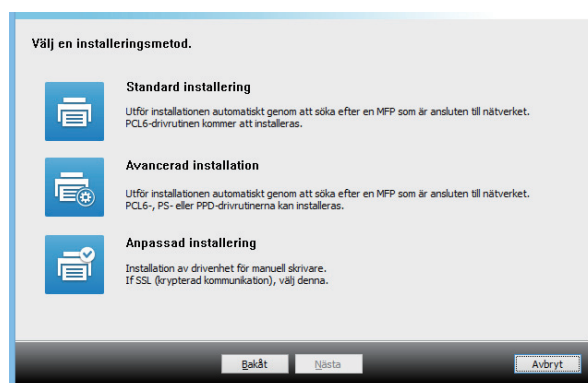 Välj en installeringsmetod.
Standard installering
Utför installationen automatiskt genom att söka efter en MFP som är ansluten till nätverket.
PCL6-drivrutinen kommer att installeras.
Avancerad installation
Utför installationen automatiskt genom att söka efter en MFP som är ansluten till nätverket.
PCL6-, PS- eller PPD-drivrutinerna kan installeras.
Anpassad installering
Installation av drivenhet för manuell skrivare.
If SSL (krypterad kommunikation), välj denna.
Bakåt Nästa Avbryt